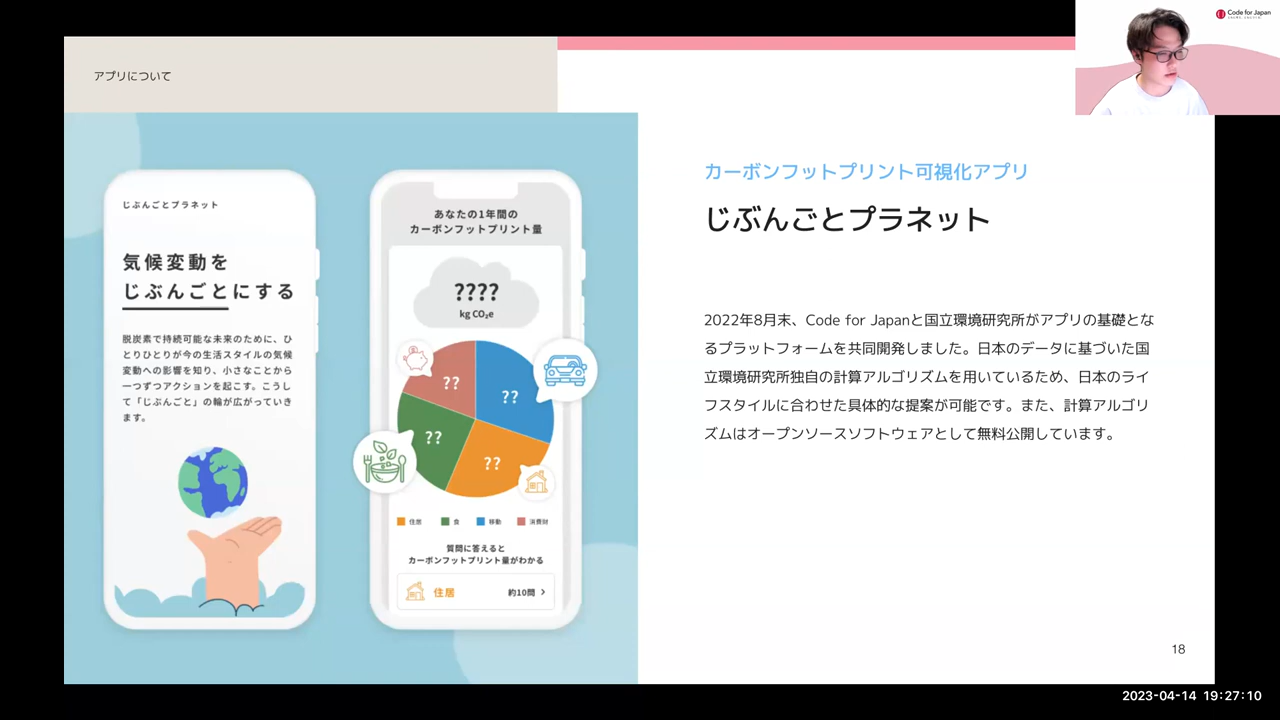 アプリについて
Code for Japan
じぶんごとプラネット
気候変動を
じぶんごとにする
脱炭素で持続可能な未来のために、ひ
とりひとりが今の生活スタイルの気候
変動への影響を知り、小さなことから
一つずつアクションを起こす。こうし
て「じぶんごと」の輪が広がっていき
ます。
あなたの1年間の
カーボンフットプリント量
????
kg CO₂e
??
??
??
??
住居
食
移動
消費財
質問に答えると
カーボンフットプリント量がわかる
住居
約10問 >
カーボンフットプリント可視化アプリ
じぶんごとプラネット
2022年8月末、Code for Japanと国立環境研究所がアプリの基礎とな
るプラットフォームを共同開発しました。日本のデータに基づいた国
立環境研究所独自の計算アルゴリズムを用いているため、日本のライ
フスタイルに合わせた具体的な提案が可能です。また、計算アルゴリ
ズムはオープンソースソフトウェアとして無料公開しています。
18
2023-04-14 19:27:10